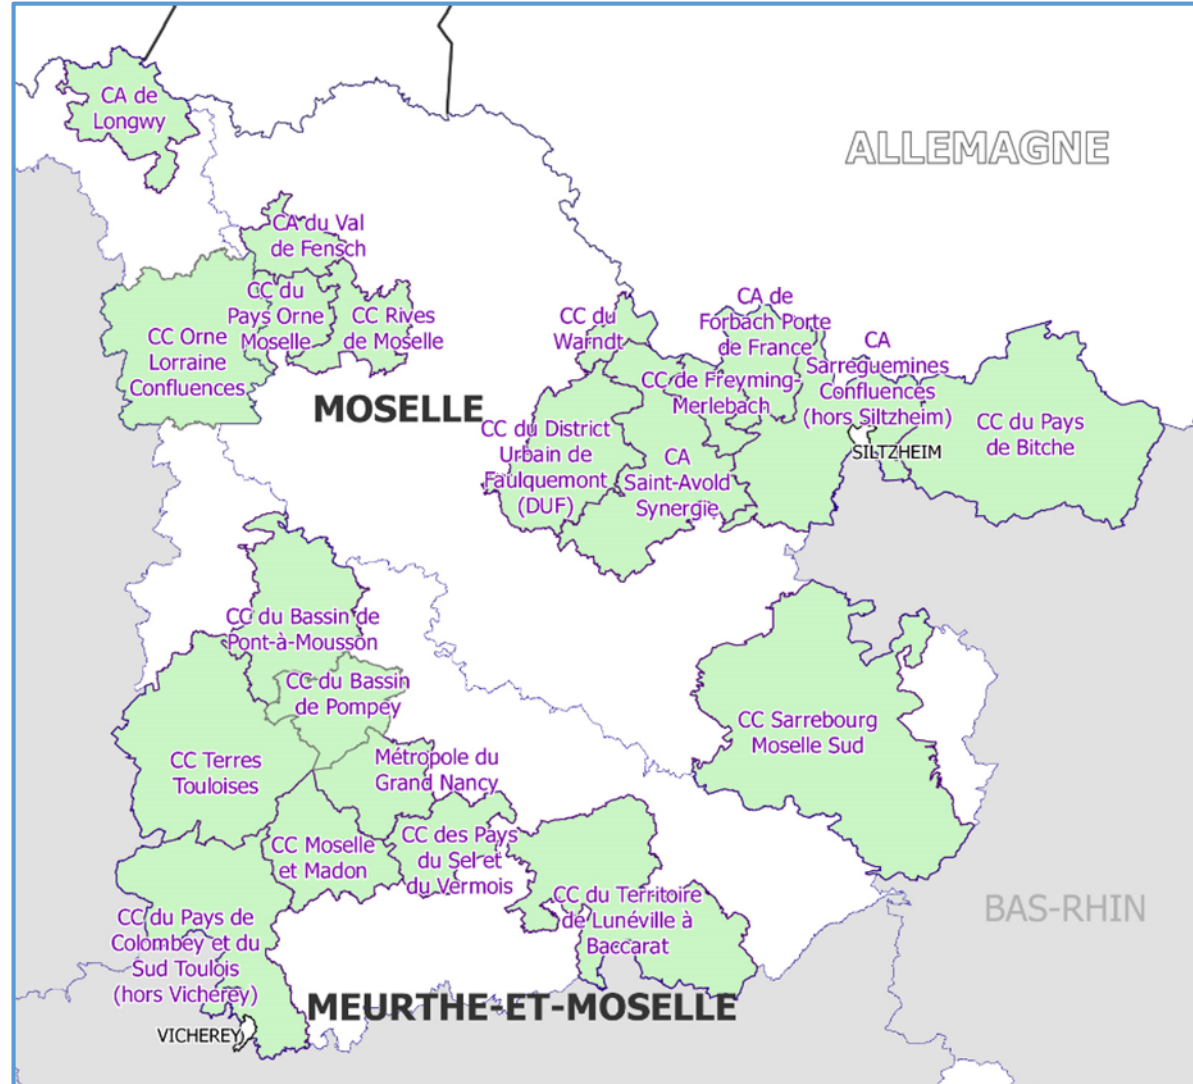 CA de
Longwy
ALLEMAGNE
CA du Val
de Fensch
CC du
Pays Orne
Moselle
CC Rives
de Moselle
CC Orne
Lorraine
Confluences
MOSELLE
CC du
Warndt
CA de
Forbach Porte
de France
CA
Sarreguemines
Confluences
(hors Siltzheim)
CC de Freyming-
Merlebach
CC du Pays
de Bitche
SILTZHEIM
CC du District
Urbain de
Faulquemont
(DUF)
CA
Saint-Avold
Synergie
CC du Bassin de
Pont-à-Mousson
CC du Bassin
de Pompey
CC Terres
Touloises
Métropole du
Grand Nancy
CC Sarrebourg
Moselle Sud
CC Moselle
et Madon
CC des Pays
du Sel et
du Vermois
CC du Territoire
de Lunéville à
Baccarat
BAS-RHIN
CC du Pays de
Colombey et du
Sud Toulois
(hors Vicherey)
VICHEREY
MEURTHE-ET-MOSELLE